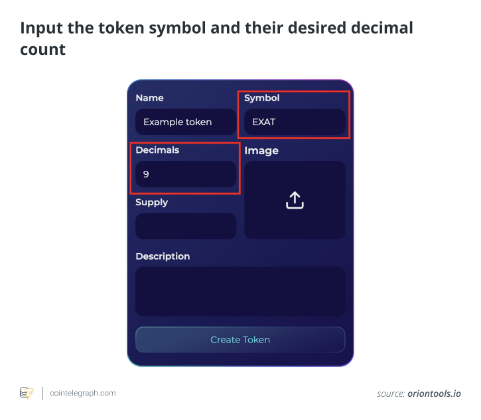 Input the token symbol and their desired decimal
count
Name
Symbol
Example token
EXAT
Decimals
Image
9
Supply
Description
Create Token
cointelegraph.com
source: oriontools.io